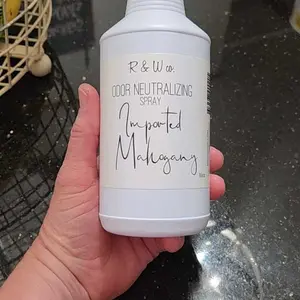 R & W co.
ODOR NEUTRALIZING
SPRAY
Imported
Mahogany